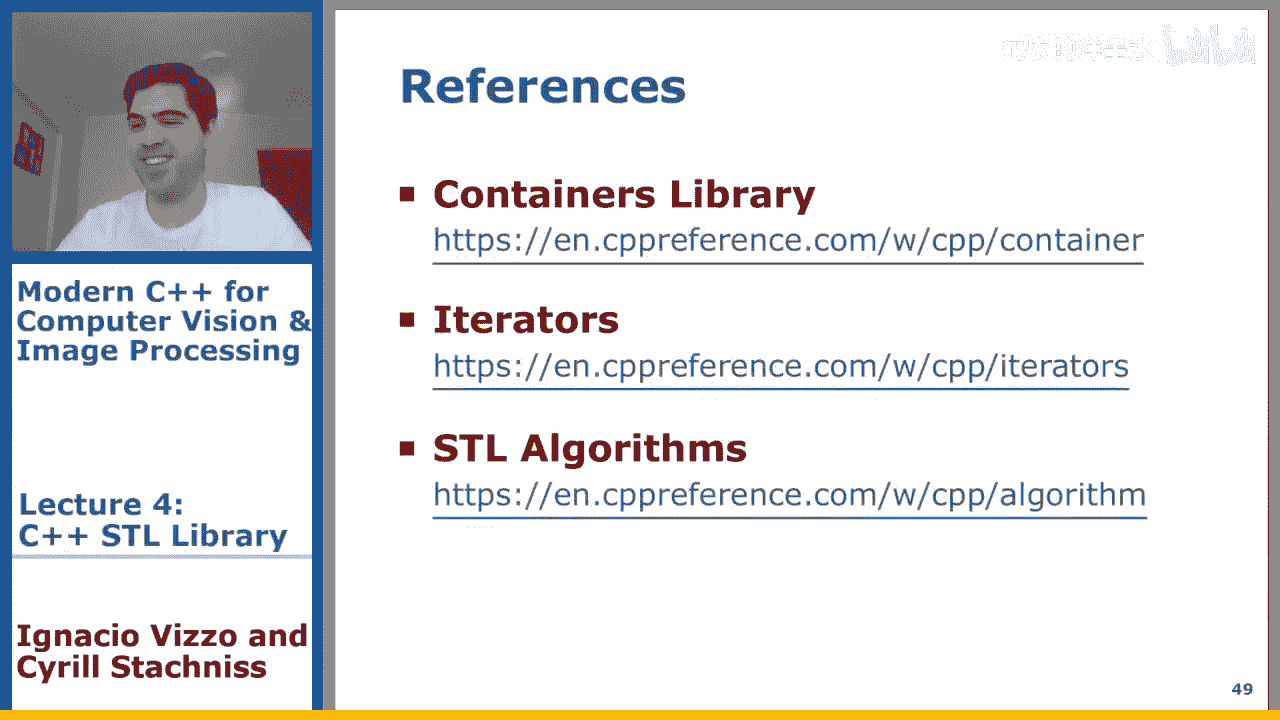 References
Containers Library
https://en.cppreference.com/w/cpp/container
Iterators
https://en.cppreference.com/w/cpp/iterators
STL Algorithms
https://en.cppreference.com/w/cpp/algorithm
Modern C++ for
Computer Vision &
Image Processing
Lecture 4:
C++ STL Library
Ignacio Vizzo and
Cyrill Stachniss
49